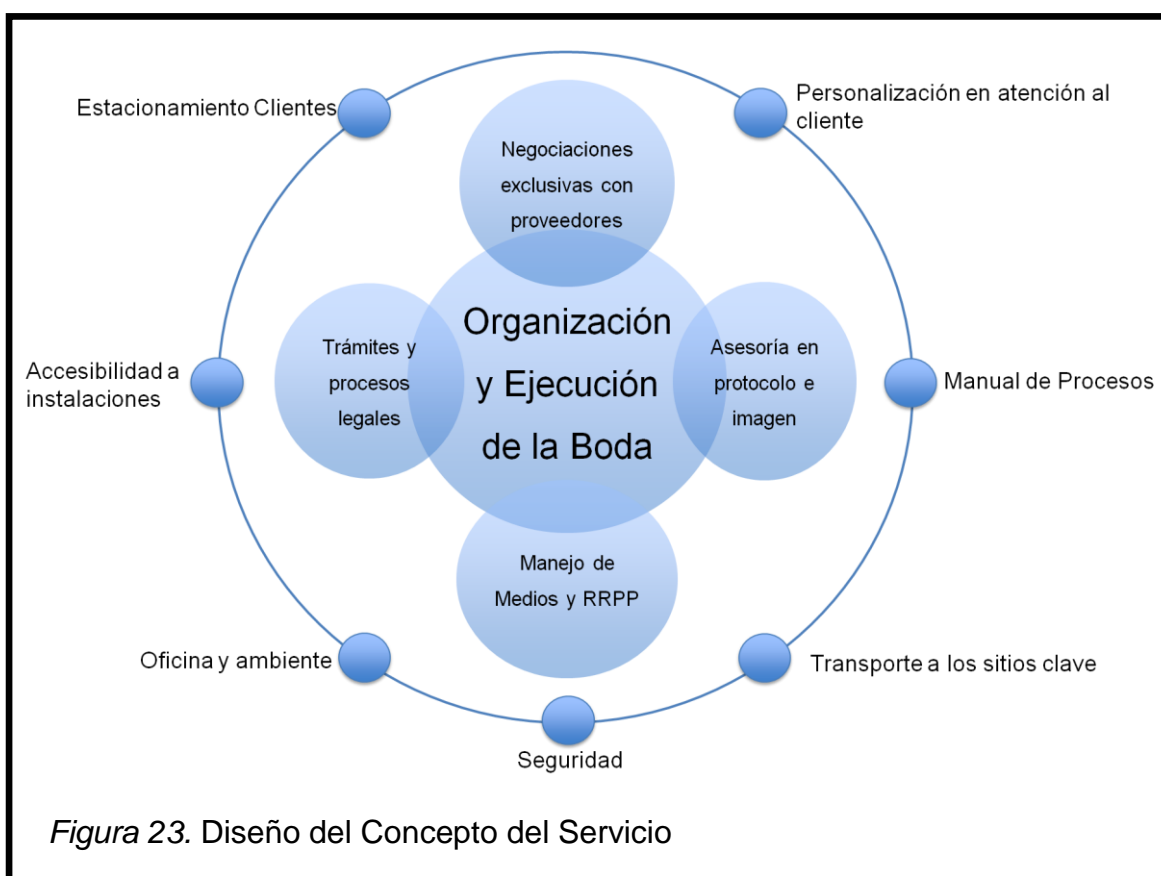 Estacionamiento Clientes
Personalización en atención al
cliente
Negociaciones
exclusivas con
proveedores
Organización
y Ejecución
de la Boda
Trámites y
procesos
legales
Asesoría en
protocolo e
imagen
Accesibilidad a
instalaciones
Manual de Procesos
Manejo de
Medios y RRPP
Oficina y ambiente
Transporte a los sitios clave
Seguridad
Figura 23. Diseño del Concepto del Servicio